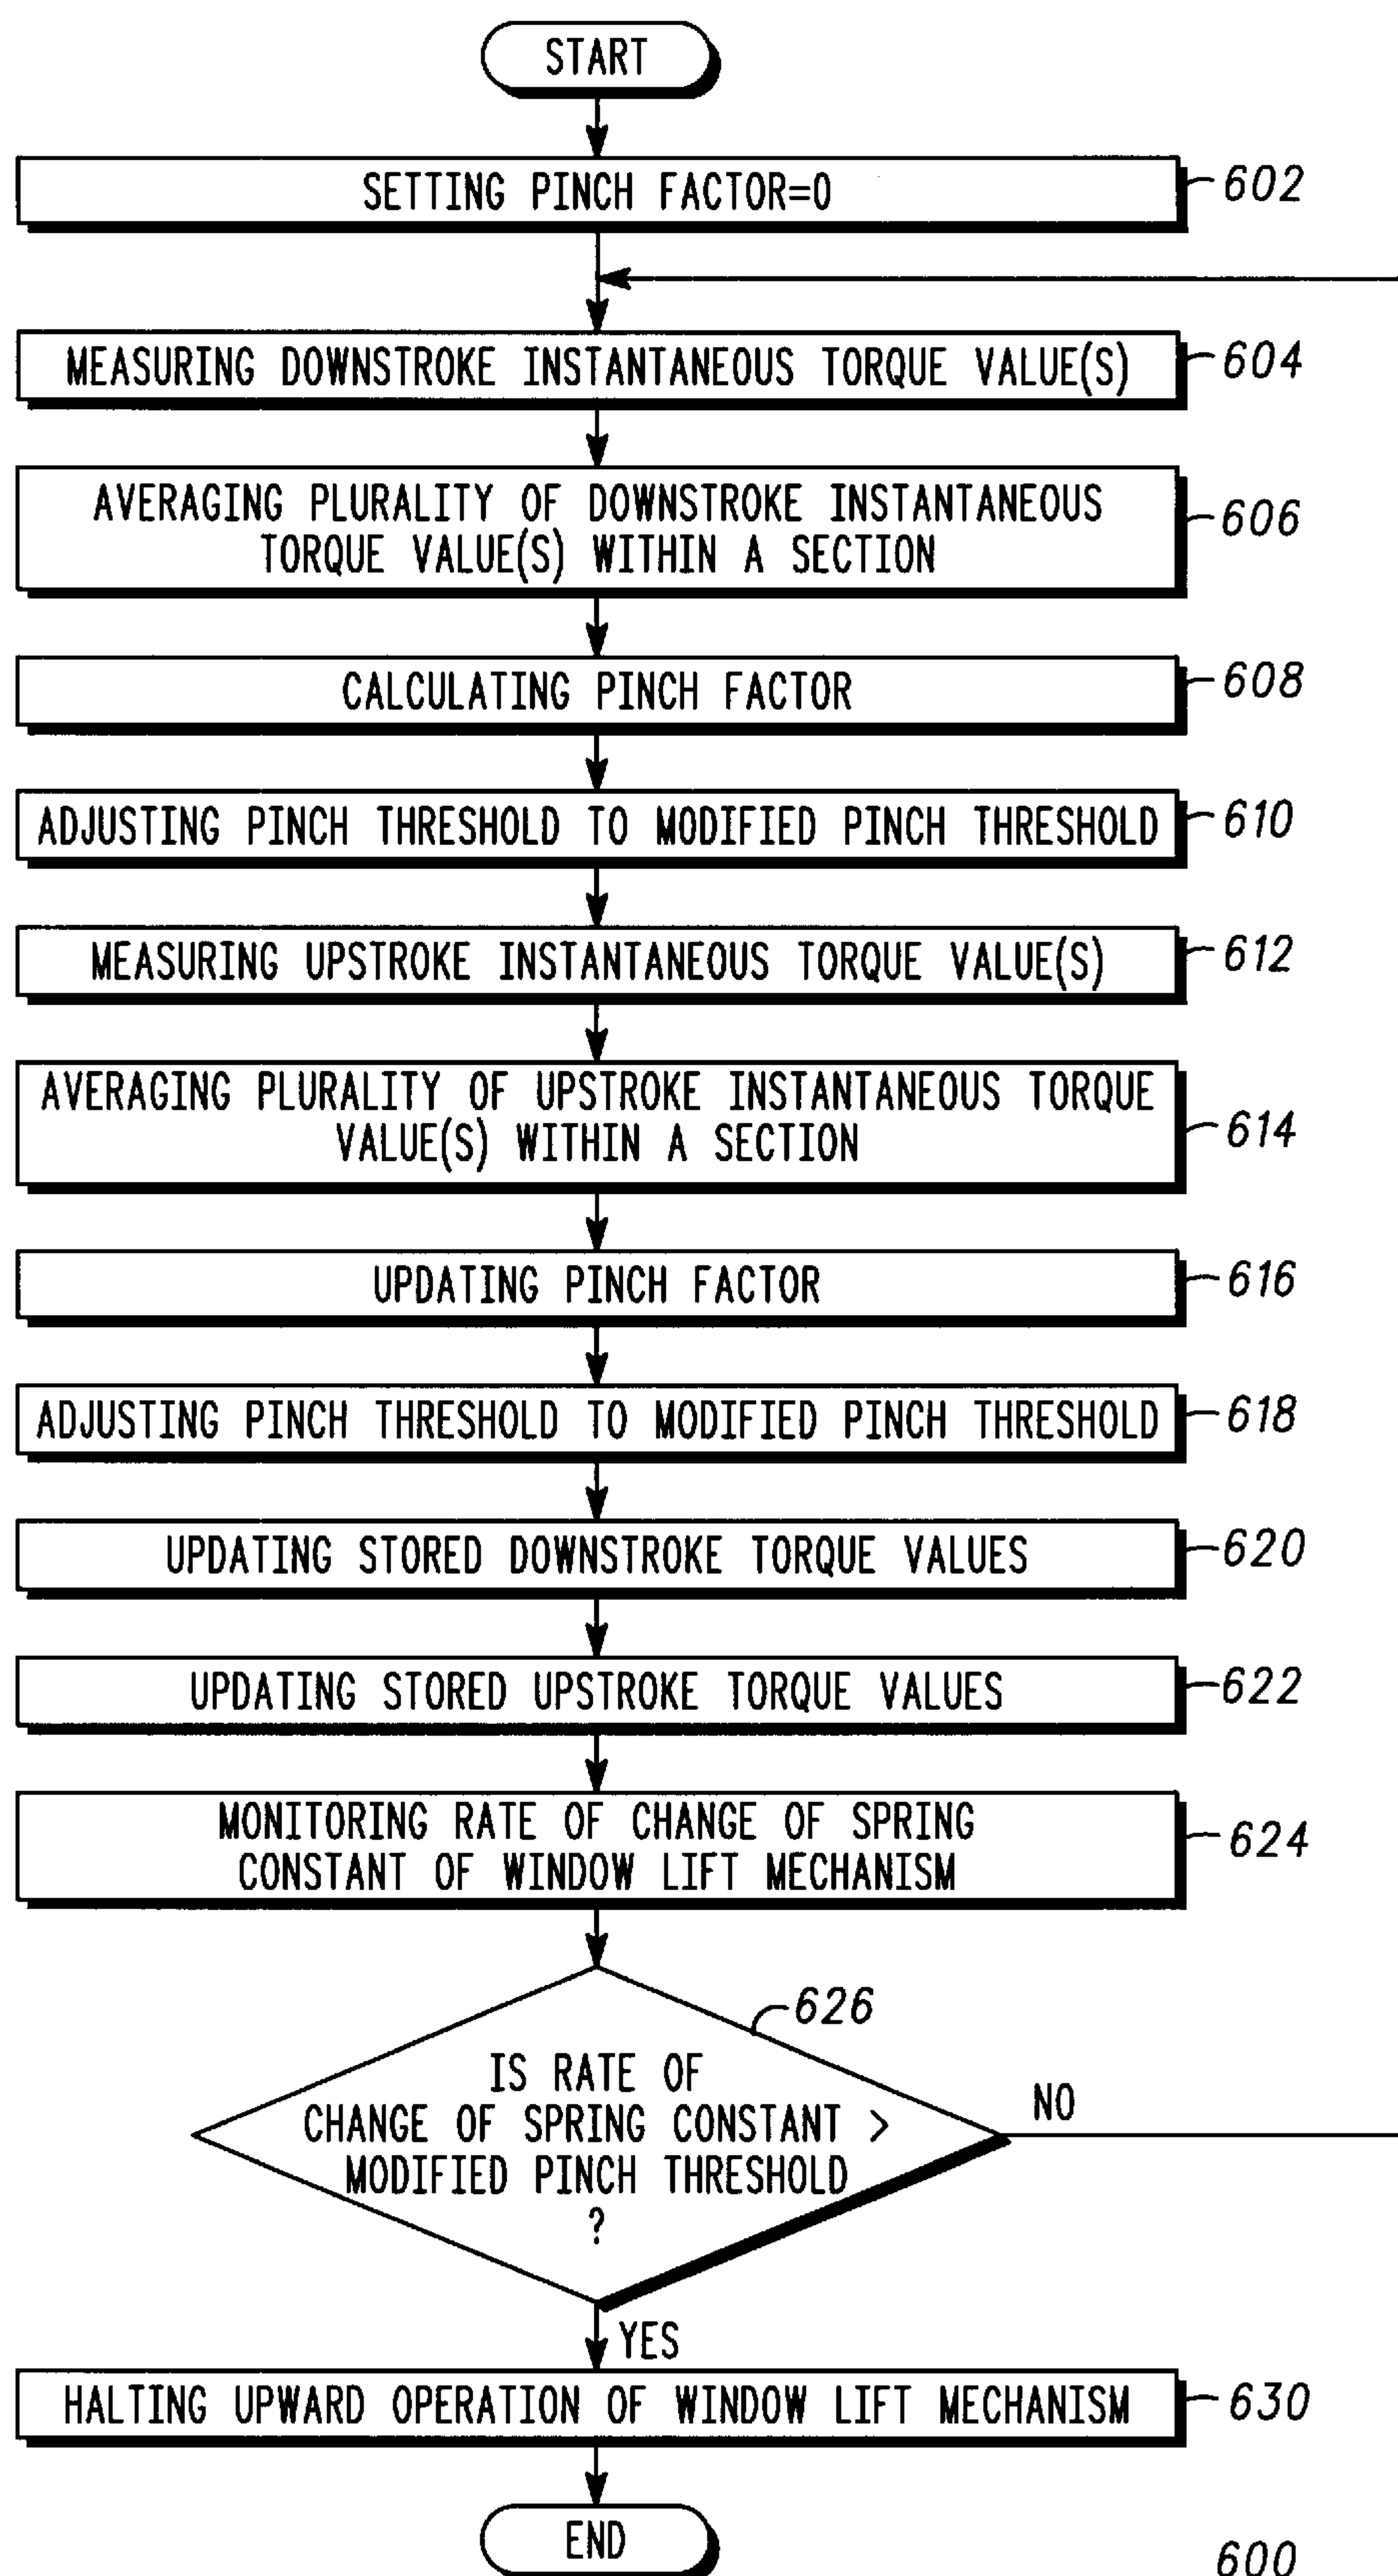 START
SETTING PINCH FACTOR=0
602
MEASURING DOWNSTROKE INSTANTANEOUS TORQUE VALUE(S)
604
AVERAGING PLURALITY OF DOWNSTROKE INSTANTANEOUS
TORQUE VALUE(S) WITHIN A SECTION
606
CALCULATING PINCH FACTOR
608
ADJUSTING PINCH THRESHOLD TO MODIFIED PINCH THRESHOLD
610
MEASURING UPSTROKE INSTANTANEOUS TORQUE VALUE(S)
612
AVERAGING PLURALITY OF UPSTROKE INSTANTANEOUS TORQUE
VALUE(S) WITHIN A SECTION
614
UPDATING PINCH FACTOR
616
ADJUSTING PINCH THRESHOLD TO MODIFIED PINCH THRESHOLD
618
UPDATING STORED DOWNSTROKE TORQUE VALUES
620
UPDATING STORED UPSTROKE TORQUE VALUES
622
MONITORING RATE OF CHANGE OF SPRING
CONSTANT OF WINDOW LIFT MECHANISM
624
626
IS RATE OF
CHANGE OF SPRING CONSTANT >
MODIFIED PINCH THRESHOLD
?
NO
YES
HALTING UPWARD OPERATION OF WINDOW LIFT MECHANISM
630
END
600